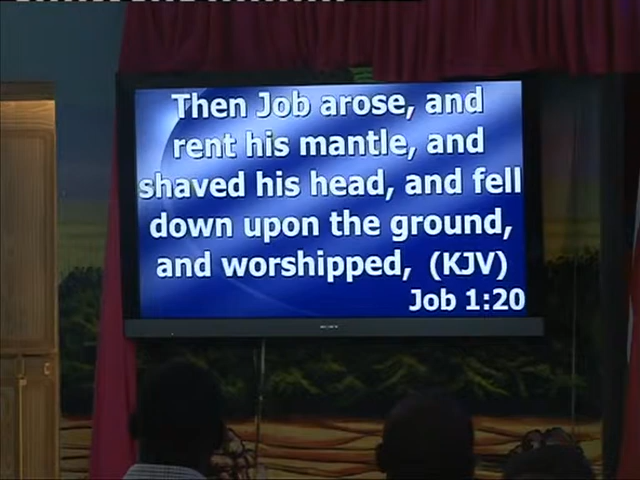 Then Job arose, and
rent his mantle, and
shaved his head, and fell
down upon the ground,
and worshipped, (KJV)
Job 1:20